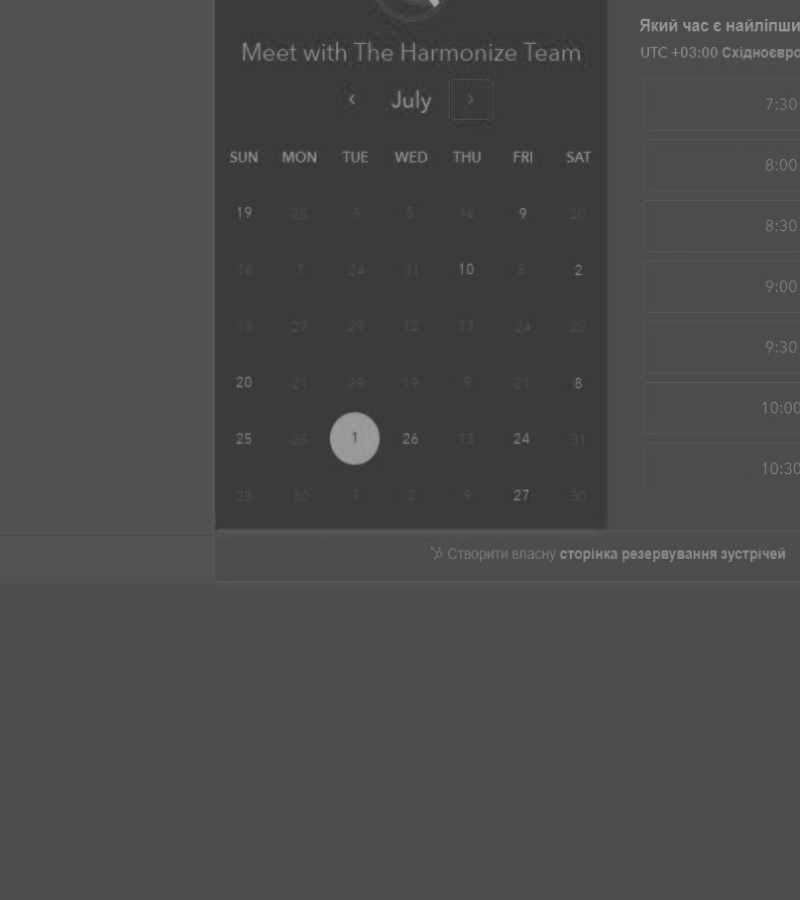 Meet with The Harmonize Team
July
SUN MON TUE WED THU FRI SAT
19 25 3 5 16 9 20
16 7 24 31 10 5 2
19 27 29 12 13 24 22
20 21 29 19 9 21 8
25 26 1 26 13 24 31
28 30 7 2 9 27 30
Який час є найліпши
UTC +03:00 Східноєвро
7:30
8:00
8:30
9:00
9:30
10:00
10:30
Створити власну сторінка резервування зустрічей